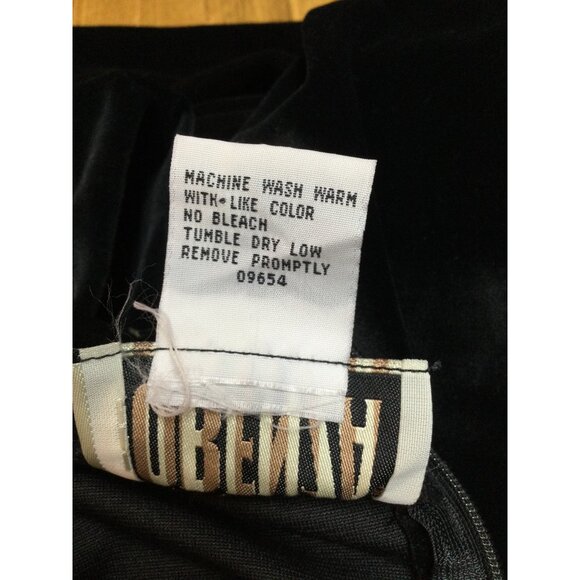 MACHINE WASH WARM
WITH LIKE COLOR
NO BLEACH
TUMBLE DRY LOW
REMOVE PROMPTLY
09654